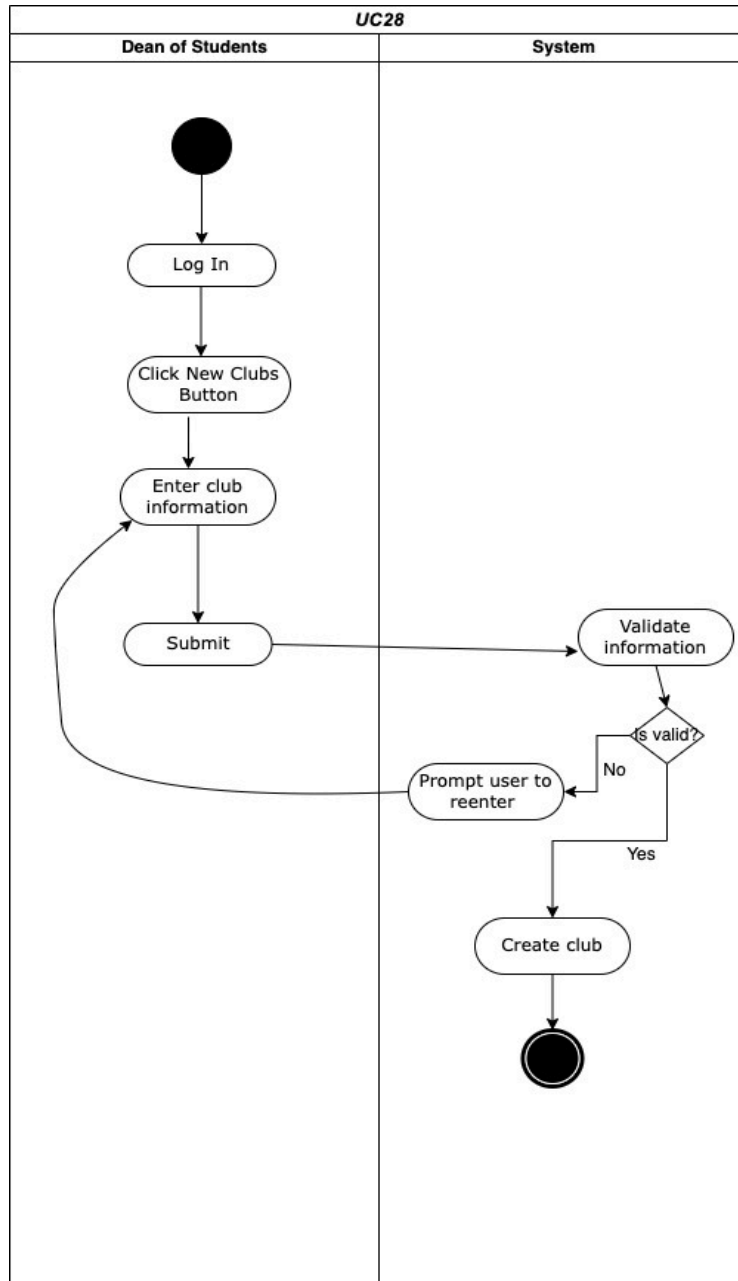 UC28
Dean of Students
System
Log In
Click New Clubs
Button
Enter club
information
Submit
Validate
information
Is valid?
No
Prompt user to
reenter
Yes
Create club